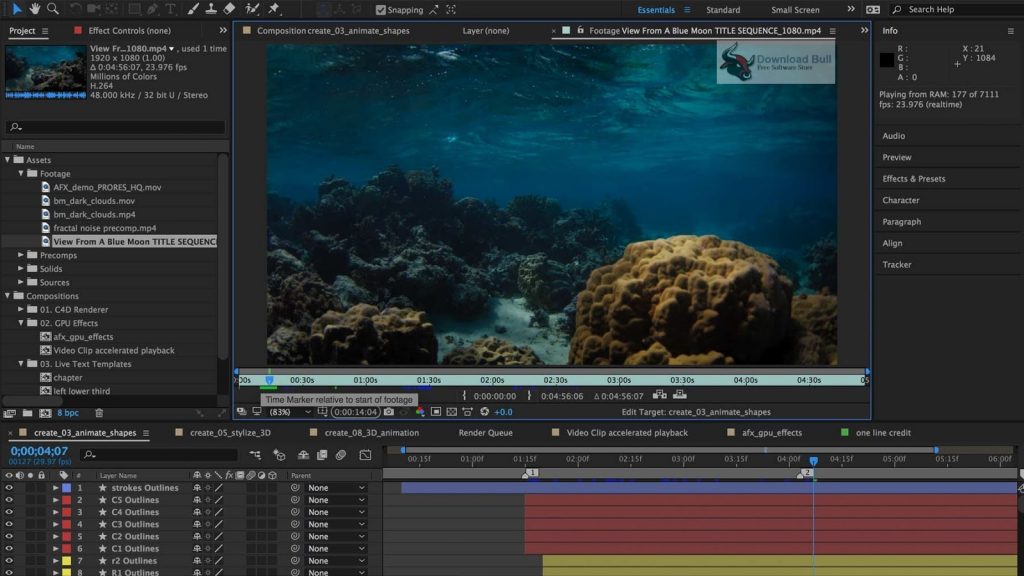 Snapping
Essentials
Standard
Small Screen
Search Help
Project
Effect Controls (none)
Composition create_03_animate_shapes
Layer (none)
Footage View From A Blue Moon TITLE SEQUENCE_1080.mp4
Info
View Fr...1080.mp4, used 1 time
1920 x 1080 (1.00)
Δ 0:04:56:07, 23.976 fps
Millions of Colors
H.264
48.000 kHz / 32 bit U / Stereo
Download Bull
Free Software Store
R :
G :
B :
A : 0
X : 21
Y : 1084
Playing from RAM: 177 of 7111
fps: 23.976 (realtime)
Audio
Preview
Effects & Presets
Character
Paragraph
Align
Tracker
Name
Assets
Footage
AFX_demo_PRORES_HQ.mov
bm_dark_clouds.mov
bm_dark_clouds.mp4
fractal noise precomp.mp4
View From A Blue Moon TITLE SEQUENC
Precomps
Solids
Sources
Compositions
01. C4D Renderer
02. GPU Effects
afx_gpu_effects
Video Clip accelerated playback
03. Live Text Templates
chapter
left lower third
8 bpc
00s 00:30s 01:00s 01:30s 02:00s 02:30s 03:00s 03:30s 04:00s 04:30s
Time Marker relative to start of footage
0:00:00:00
0:04:56:06
Δ 0:04:56:07
(83%)
0:00:14:04
+0.0
Edit Target: create_03_animate_shapes
create_03_animate_shapes
create_05_stylize_3D
create_08_3D_animation
Render Queue
Video Clip accelerated playback
afx_gpu_effects
one line credit
0;00;04;07
00127 (29.97 fps)
00:15f 01:00f 01:15f 02:00f 02:15f 03:00f 03:15f 04:15f 05:00f 05:15f 06:00f
# Layer Name fx Parent
1 2
1 strokes Outlines None
2 C5 Outlines None
3 C4 Outlines None
4 C3 Outlines None
5 C2 Outlines None
6 C1 Outlines None
7 r2 Outlines None
8 R1 Outlines None